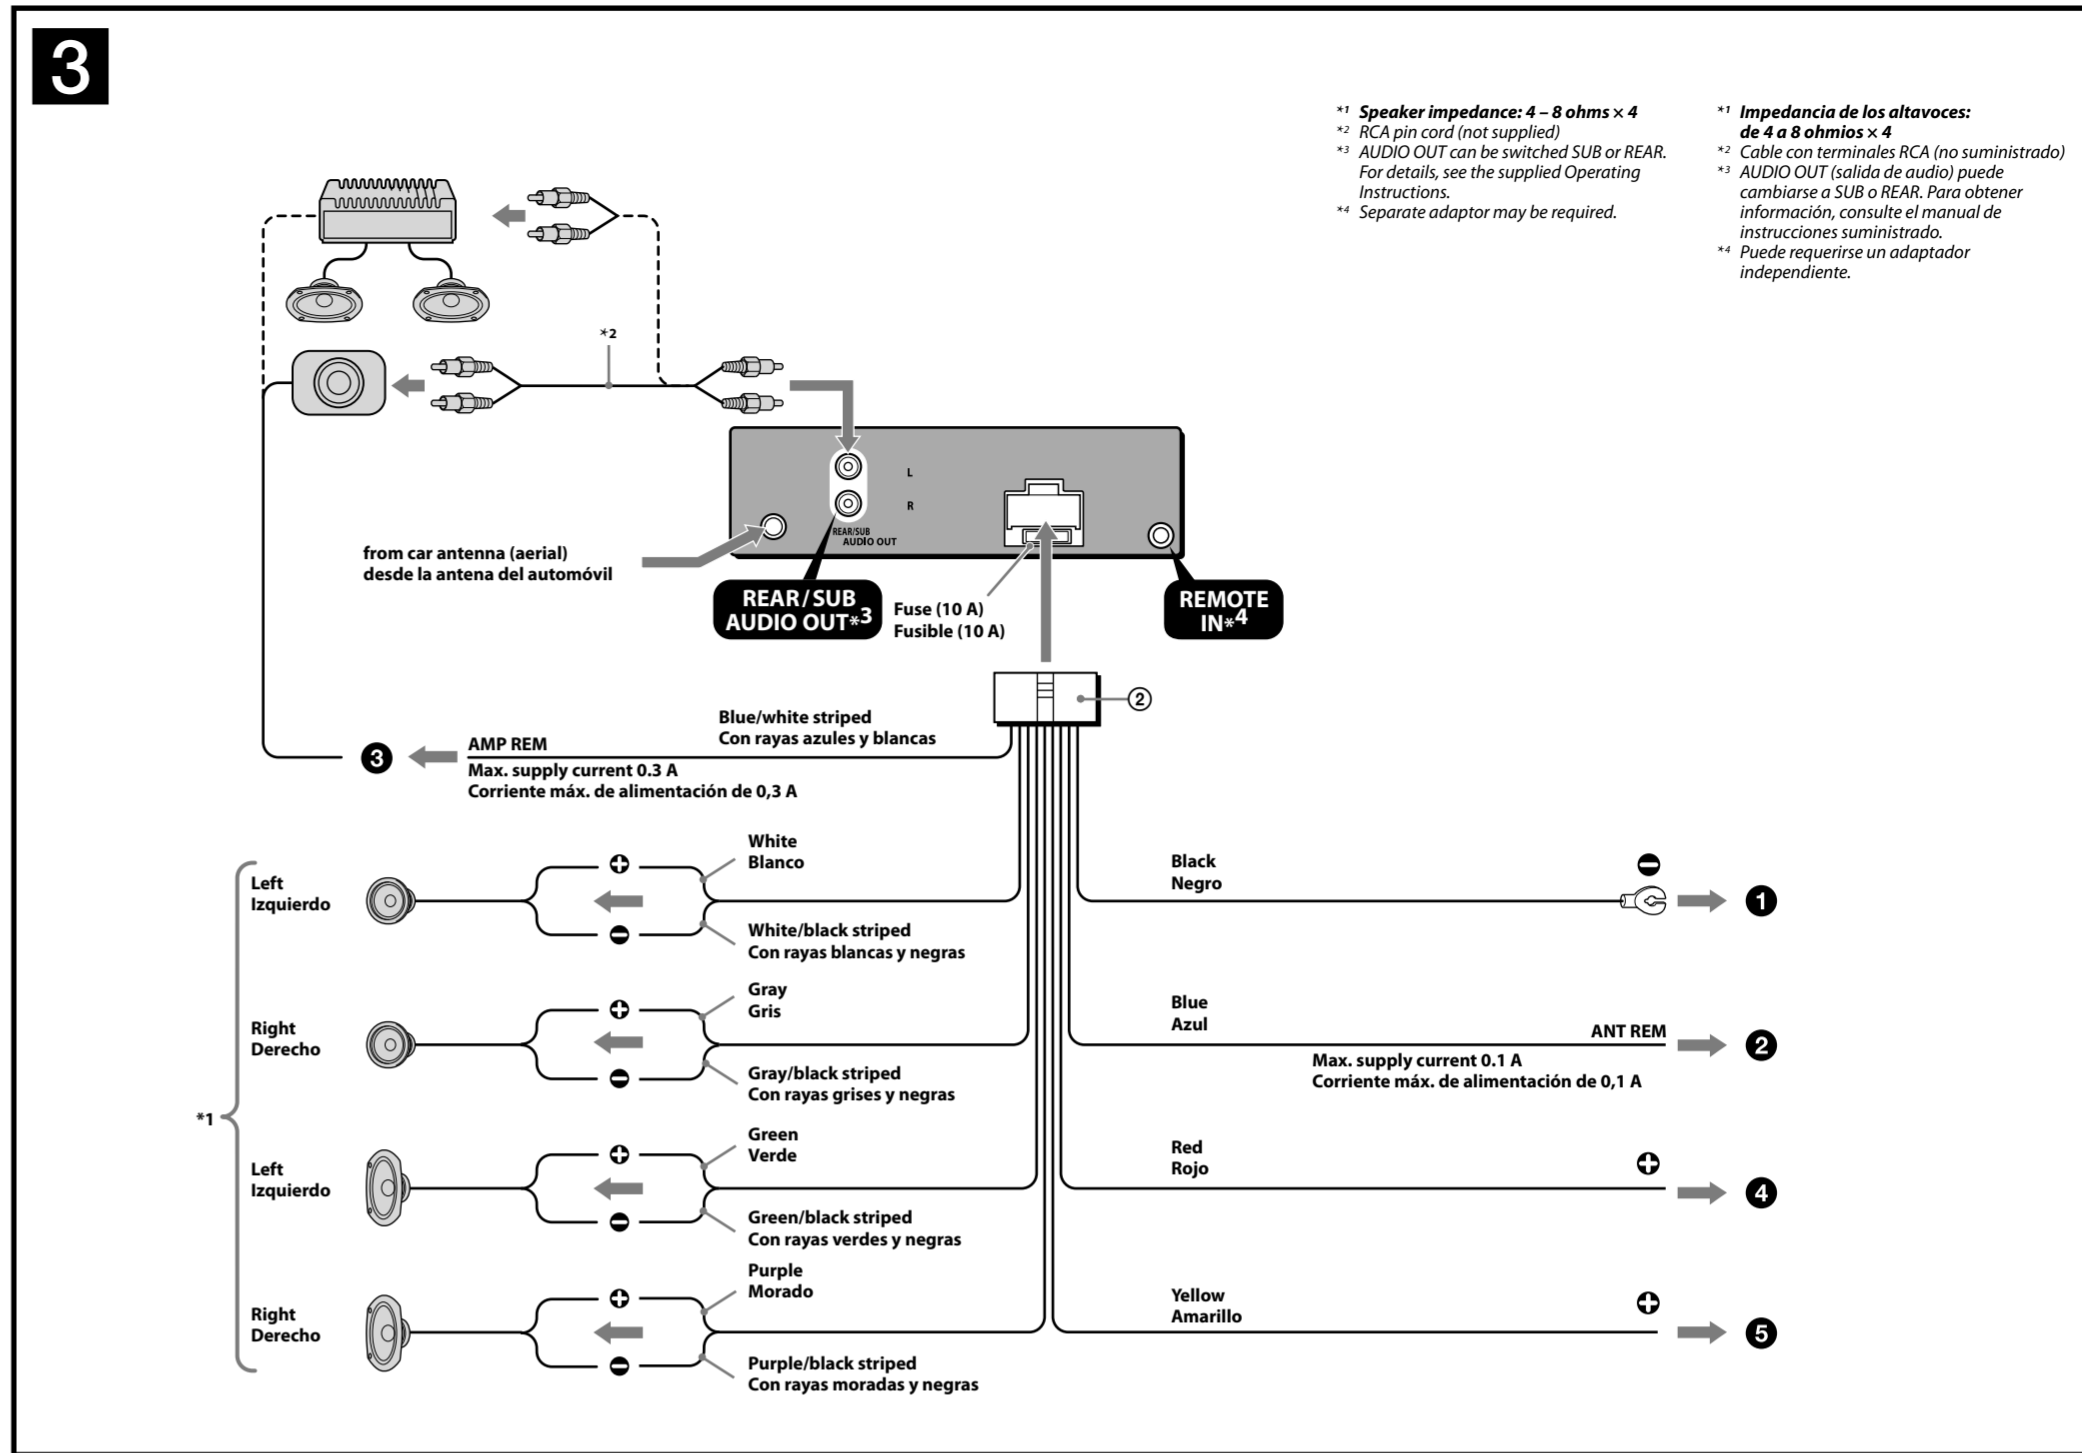 3
*1 Speaker impedance: 4 – 8 ohms × 4
*2 RCA pin cord (not supplied)
*3 AUDIO OUT can be switched SUB or REAR.
For details, see the supplied Operating
Instructions.
*4 Separate adaptor may be required.
*1 Impedancia de los altavoces:
de 4 a 8 ohmios × 4
*2 Cable con terminales RCA (no suministrado)
*3 AUDIO OUT (salida de audio) puede
cambiarse a SUB o REAR. Para obtener
información, consulte el manual de
instrucciones suministrado.
*4 Puede requerirse un adaptador
independiente.
*2
L
R
REAR/SUB
AUDIO OUT
from car antenna (aerial)
desde la antena del automóvil
REAR/SUB
AUDIO OUT*3
Fuse (10 A)
Fusible (10 A)
REMOTE
IN*4
2
Blue/white striped
Con rayas azules y blancas
3
AMP REM
Max. supply current 0.3 A
Corriente máx. de alimentación de 0,3 A
*1
Left
Izquierdo
+
−
White
Blanco
White/black striped
Con rayas blancas y negras
Right
Derecho
+
−
Gray
Gris
Gray/black striped
Con rayas grises y negras
Left
Izquierdo
+
−
Green
Verde
Green/black striped
Con rayas verdes y negras
Right
Derecho
+
−
Purple
Morado
Purple/black striped
Con rayas moradas y negras
Black
Negro
−
1
Blue
Azul
ANT REM
2
Max. supply current 0.1 A
Corriente máx. de alimentación de 0,1 A
Red
Rojo
+
4
Yellow
Amarillo
+
5